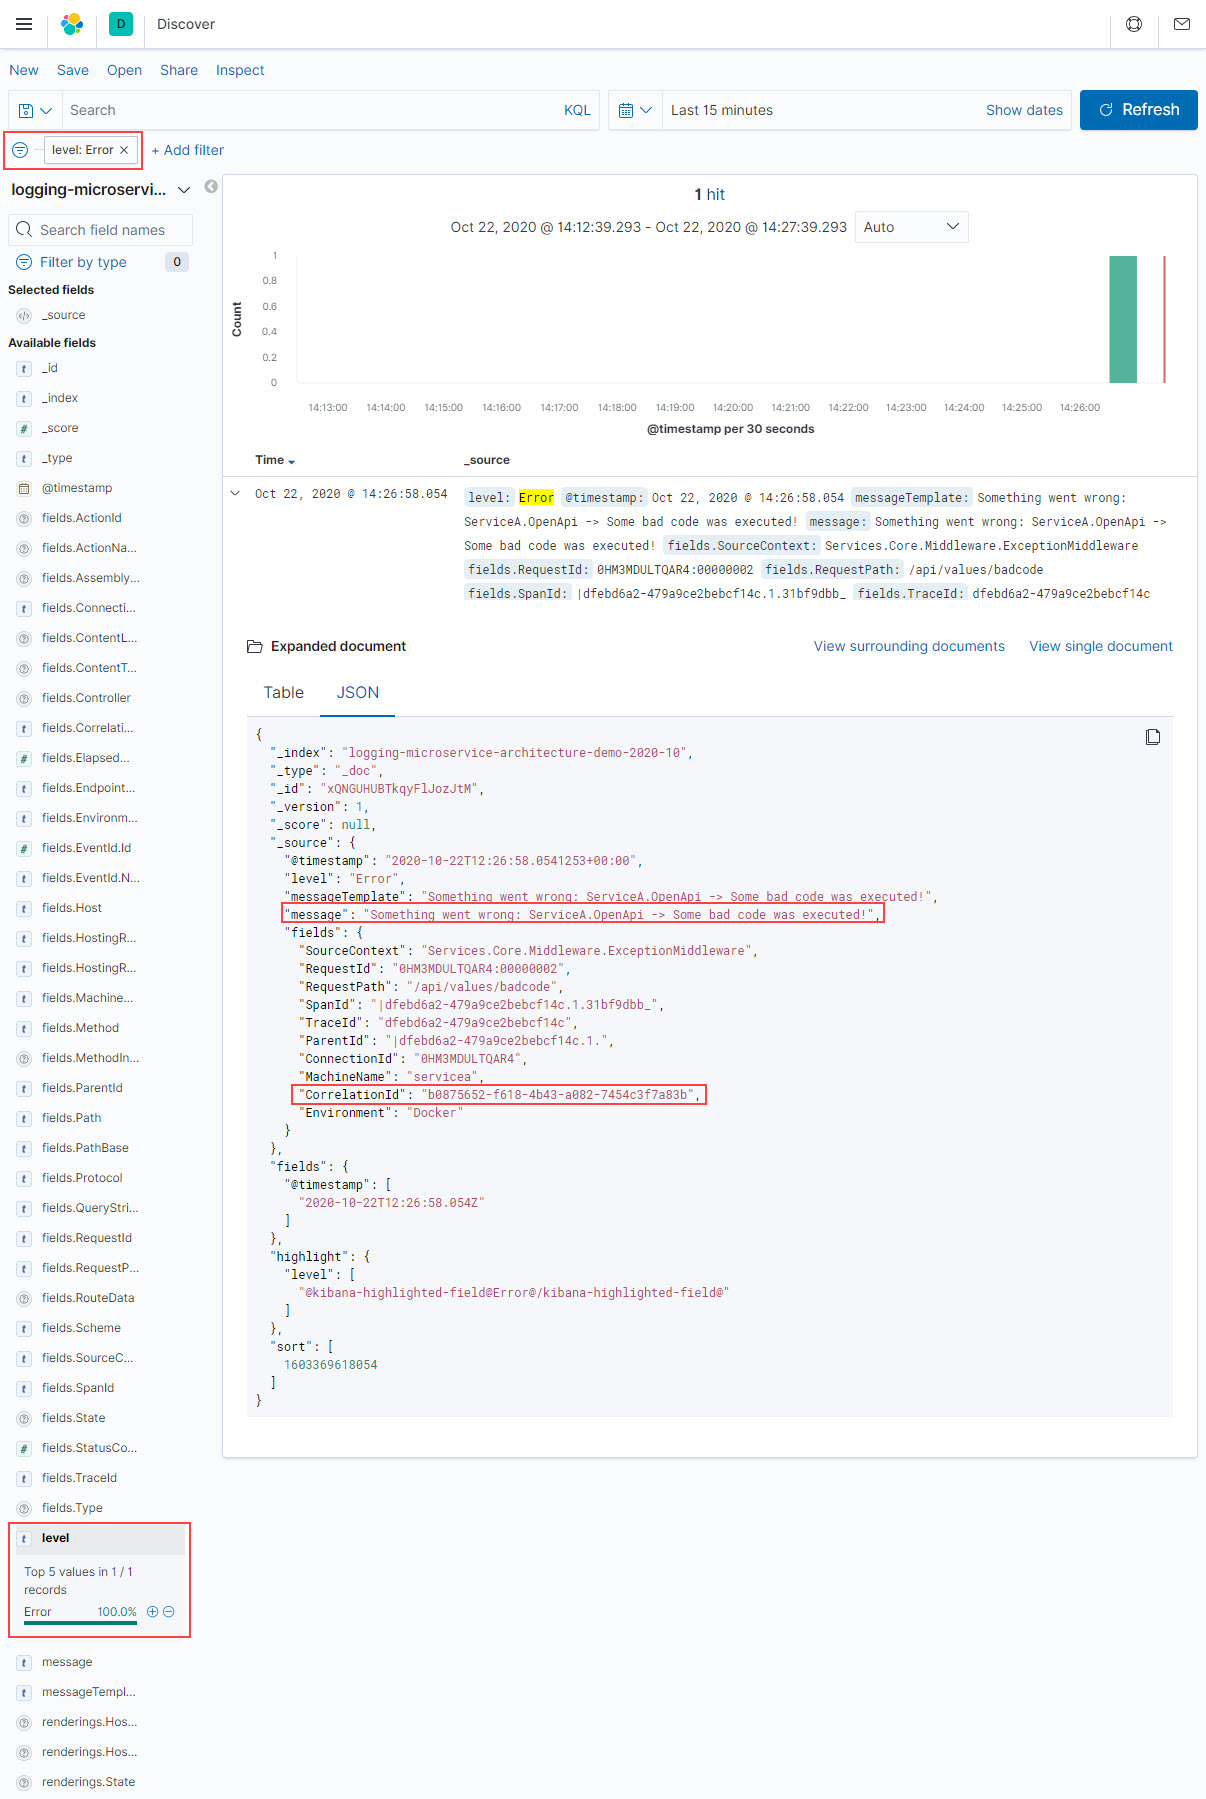 D Discover
New Save Open Share Inspect
Search KQL Last 15 minutes Show dates Refresh
level: Error × + Add filter
logging-microservi...
Search field names
Filter by type 0
Selected fields
_source
Available fields
_id
_index
_score
_type
@timestamp
fields.ActionId
fields.ActionNa...
fields.Assembly...
fields.Connecti...
fields.ContentL...
fields.ContentT...
fields.Controller
fields.Correlati...
fields.Elapsed...
fields.Endpoint...
fields.Environm...
fields.EventId.Id
fields.EventId.N...
fields.Host
fields.HostingR...
fields.HostingR...
fields.Machine...
fields.Method
fields.MethodIn...
fields.ParentId
fields.Path
fields.PathBase
fields.Protocol
fields.QueryStri...
fields.RequestId
fields.RequestP...
fields.RouteData
fields.Scheme
fields.SourceC...
fields.SpanId
fields.State
fields.StatusCo...
fields.TraceId
fields.Type
level
Top 5 values in 1 / 1
records
Error 100.0%
message
messageTempl...
renderings.Hos...
renderings.Hos...
renderings.State
1 hit
Oct 22, 2020 @ 14:12:39.293 - Oct 22, 2020 @ 14:27:39.293 Auto
Count
1
0.8
0.6
0.4
0.2
0
14:13:00 14:14:00 14:15:00 14:16:00 14:17:00 14:18:00 14:19:00 14:20:00 14:21:00 14:22:00 14:23:00 14:24:00 14:25:00 14:26:00
@timestamp per 30 seconds
Time _source
Oct 22, 2020 @ 14:26:58.054 level: Error @timestamp: Oct 22, 2020 @ 14:26:58.054 messageTemplate: Something went wrong:
ServiceA.OpenApi -> Some bad code was executed! message: Something went wrong: ServiceA.OpenApi ->
Some bad code was executed! fields.SourceContext: Services.Core.Middleware.ExceptionMiddleware
fields.RequestId: 0HM3MDULTQAR4:00000002 fields.RequestPath: /api/values/badcode
fields.SpanId: |dfebd6a2-479a9ce2bebcf14c.1.31bf9dbb_ fields.TraceId: dfebd6a2-479a9ce2bebcf14c
Expanded document View surrounding documents View single document
Table JSON
{
"_index": "logging-microservice-architecture-demo-2020-10",
"_type": "_doc",
"_id": "xQNGUHUBTkqyFlJozJtM",
"_version": 1,
"_score": null,
"_source": {
"@timestamp": "2020-10-22T12:26:58.0541253+00:00",
"level": "Error",
"messageTemplate": "Something went wrong: ServiceA.OpenApi -> Some bad code was executed!",
"message": "Something went wrong: ServiceA.OpenApi -> Some bad code was executed!",
"fields": {
"SourceContext": "Services.Core.Middleware.ExceptionMiddleware",
"RequestId": "0HM3MDULTQAR4:00000002",
"RequestPath": "/api/values/badcode",
"SpanId": "|dfebd6a2-479a9ce2bebcf14c.1.31bf9dbb_",
"TraceId": "dfebd6a2-479a9ce2bebcf14c",
"ParentId": "|dfebd6a2-479a9ce2bebcf14c.1.",
"ConnectionId": "0HM3MDULTQAR4",
"MachineName": "servicea",
"CorrelationId": "b0875652-f618-4b43-a082-7454c3f7a83b",
"Environment": "Docker"
}
},
"fields": {
"@timestamp": [
"2020-10-22T12:26:58.054Z"
]
},
"highlight": {
"level": [
"@kibana-highlighted-field@Error@/kibana-highlighted-field@"
]
},
"sort": [
1603369618054
]
}